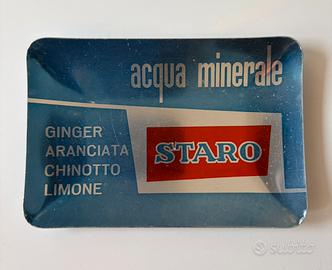 acqua minerale
GINGER
ARANCIATA
CHINOTTO
LIMONE
STARO
subito